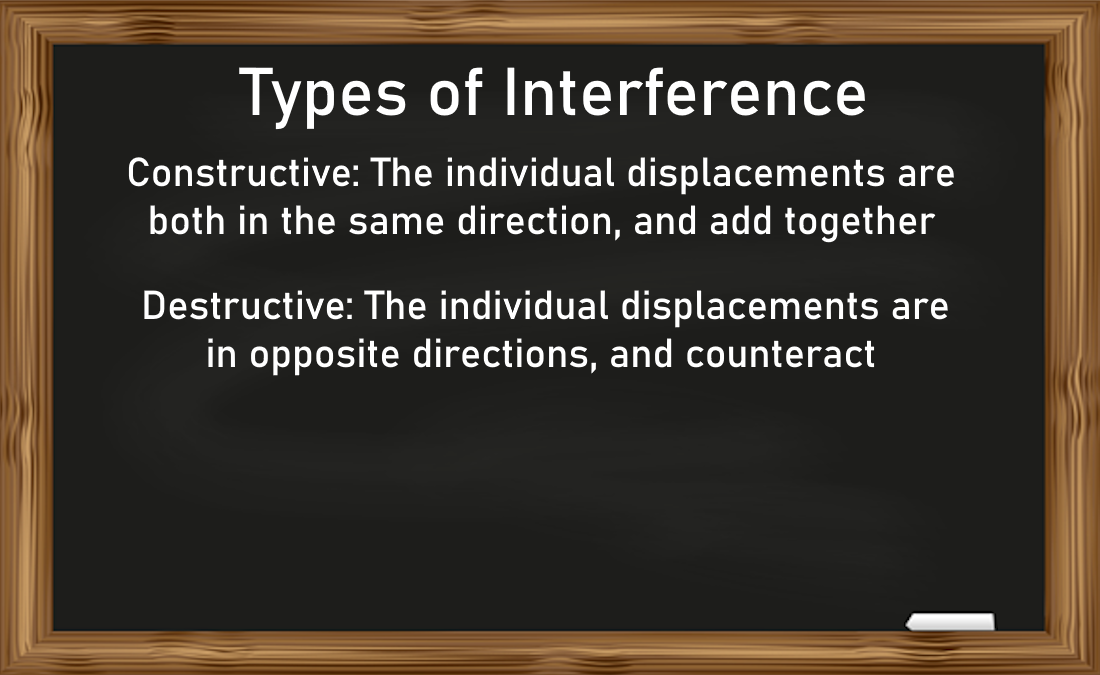 Types of Interference
Constructive: The individual displacements are
both in the same direction, and add together
Destructive: The individual displacements are
in opposite directions, and counteract